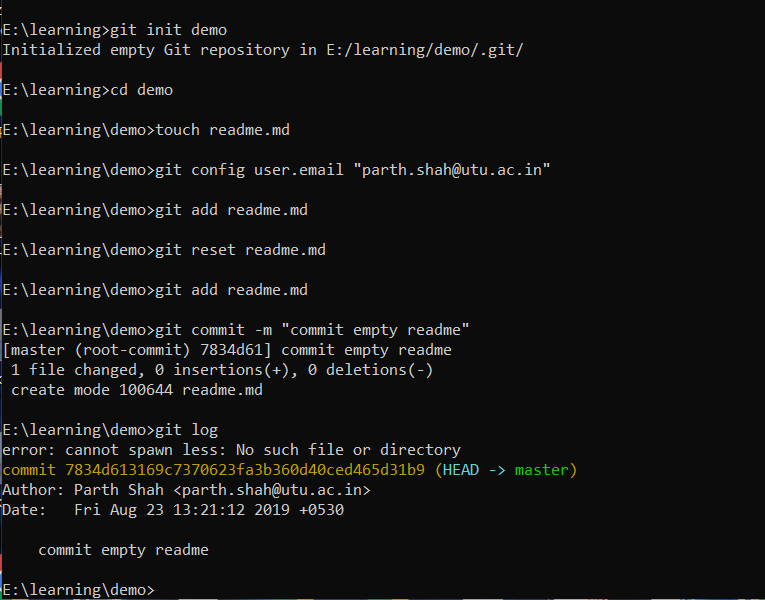 E:\learning>git init demo
Initialized empty Git repository in E:/learning/demo/.git/
E:\learning>cd demo
E:\learning\demo>touch readme.md
E:\learning\demo>git config user.email "parth.shah@utu.ac.in"
E:\learning\demo>git add readme.md
E:\learning\demo>git reset readme.md
E:\learning\demo>git add readme.md
E:\learning\demo>git commit -m "commit empty readme"
[master (root-commit) 7834d61] commit empty readme
 1 file changed, 0 insertions(+), 0 deletions(-)
 create mode 100644 readme.md
E:\learning\demo>git log
error: cannot spawn less: No such file or directory
commit 7834d613169c7370623fa3b360d40ced465d31b9 (HEAD -> master)
Author: Parth Shah <parth.shah@utu.ac.in>
Date:   Fri Aug 23 13:21:12 2019 +0530
    commit empty readme
E:\learning\demo>